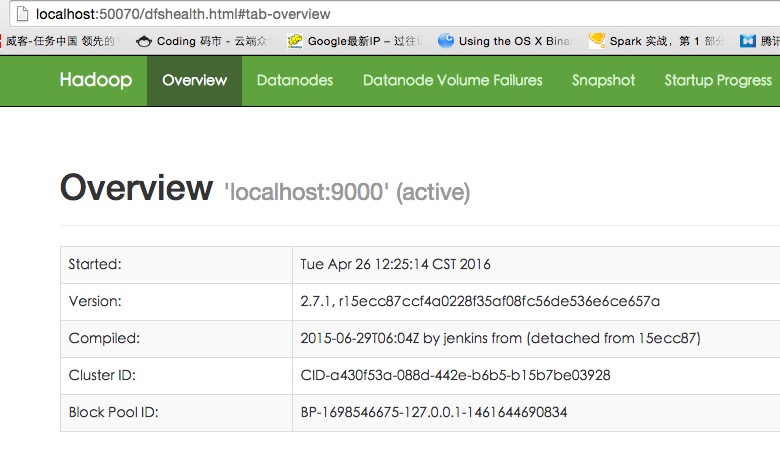 localhost:50070/dfshealth.html#tab-overview
威客-任务中国 领先的 Coding 码市 - 云端众 Google最新IP – 过往 Using the OS X Bina Spark 实战，第 1 部分 腾讯
Hadoop Overview Datanodes Datanode Volume Failures Snapshot Startup Progress
Overview 'localhost:9000' (active)
Started: Tue Apr 26 12:25:14 CST 2016
Version: 2.7.1, r15ecc87ccf4a0228f35af08fc56de536e6ce657a
Compiled: 2015-06-29T06:04Z by jenkins from (detached from 15ecc87)
Cluster ID: CID-a430f53a-088d-442e-b6b5-b15b7be03928
Block Pool ID: BP-1698546675-127.0.0.1-1461644690834